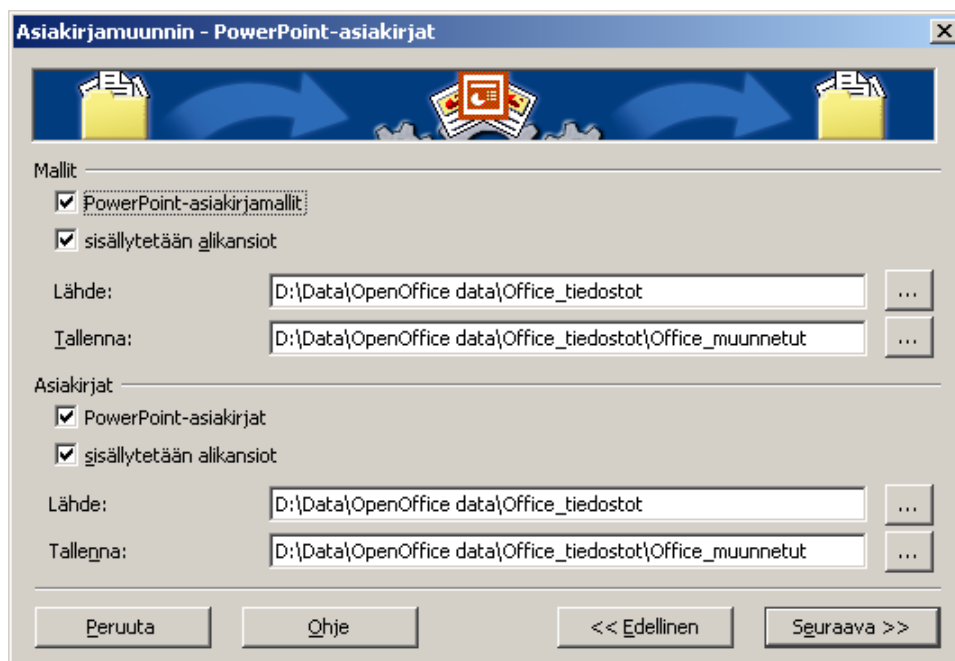 Asiakirjamuunnin - PowerPoint-asiakirjat
Mallit
PowerPoint-asiakirjamallit
sisällytetään alikansiot
Lähde: D:\Data\OpenOffice data\Office_tiedostot ...
Tallenna: D:\Data\OpenOffice data\Office_tiedostot\Office_muunnetut ...
Asiakirjat
PowerPoint-asiakirjat
sisällytetään alikansiot
Lähde: D:\Data\OpenOffice data\Office_tiedostot ...
Tallenna: D:\Data\OpenOffice data\Office_tiedostot\Office_muunnetut ...
Peruuta Ohje << Edellinen Seuraava >>